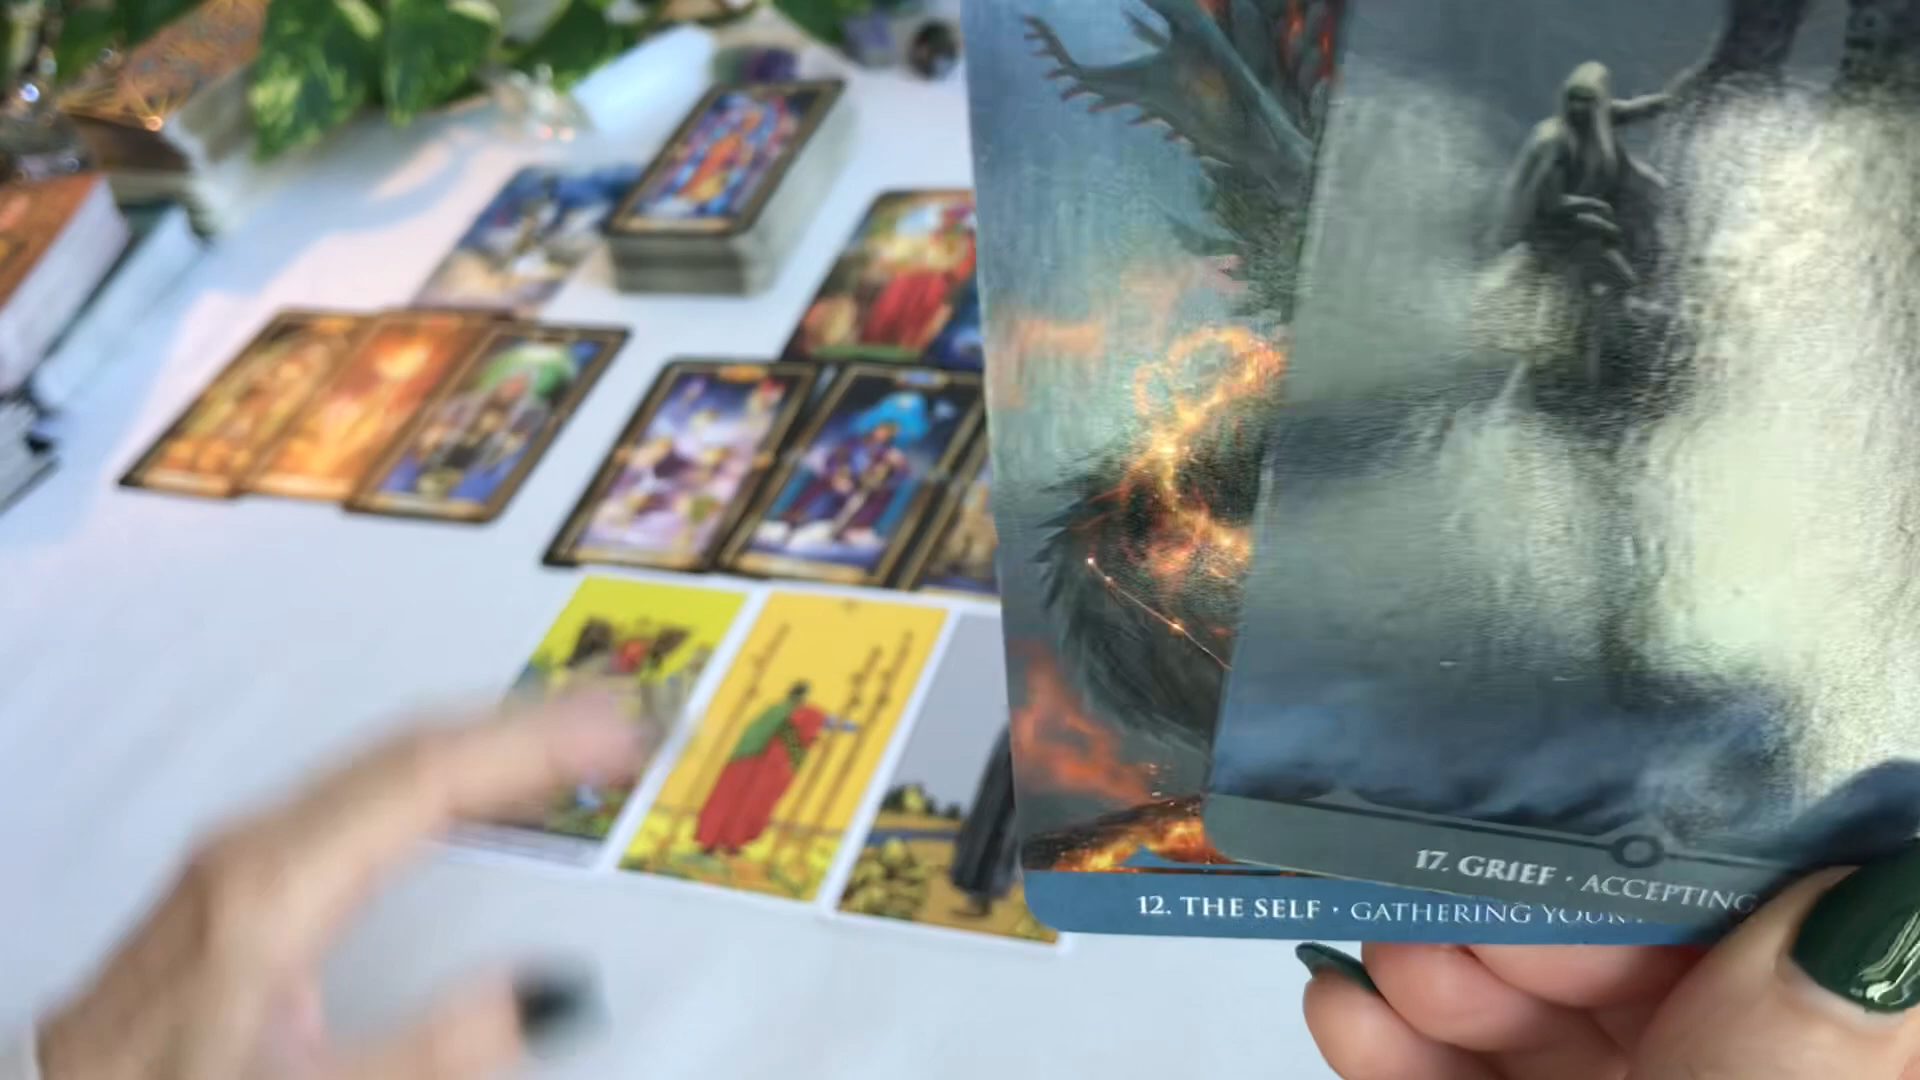 17. GRIEF • ACCEPTING
12. THE SELF • GATHERING YOUR